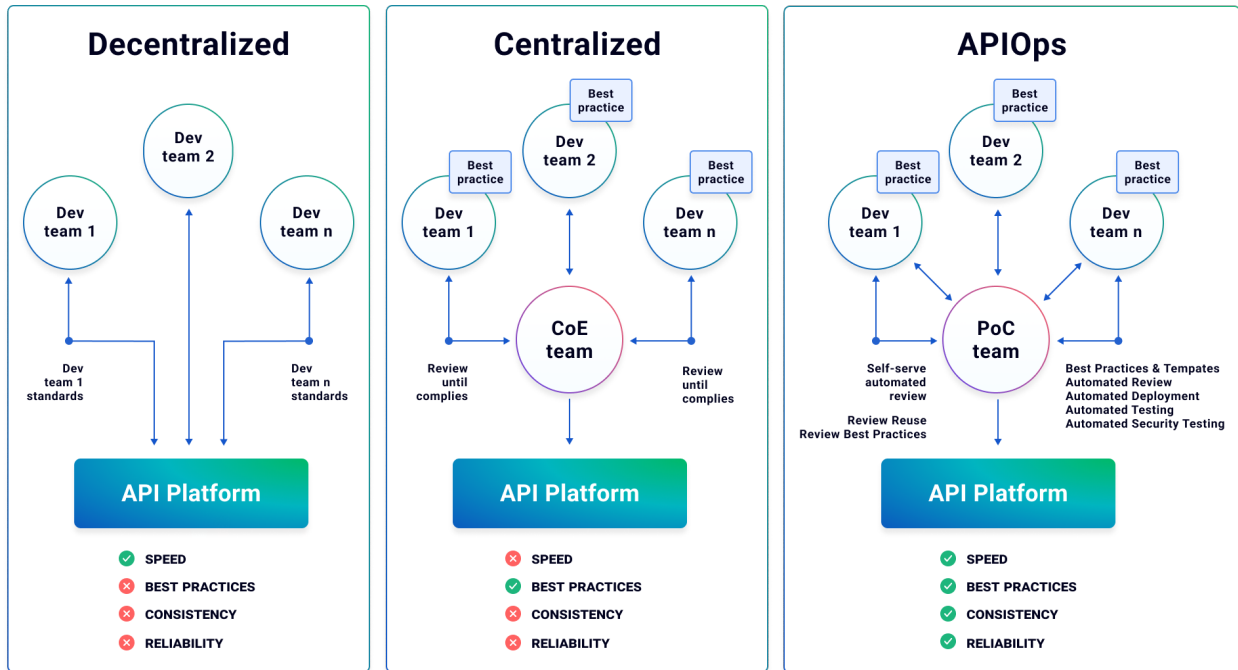 Decentralized
Dev
team 2
Dev
team 1
Dev
team n
Dev
team 1
standards
Dev
team n
standards
API Platform
SPEED
BEST PRACTICES
CONSISTENCY
RELIABILITY
Centralized
Best
practice
Dev
team 2
Best
practice
Dev
team 1
Best
practice
Dev
team n
CoE
team
Review
until
complies
Review
until
complies
API Platform
SPEED
BEST PRACTICES
CONSISTENCY
RELIABILITY
APIOps
Best
practice
Dev
team 2
Best
practice
Dev
team 1
Best
practice
Dev
team n
PoC
team
Self-serve
automated
review
Review Reuse
Review Best Practices
Best Practices & Tempates
Automated Review
Automated Deployment
Automated Testing
Automated Security Testing
API Platform
SPEED
BEST PRACTICES
CONSISTENCY
RELIABILITY